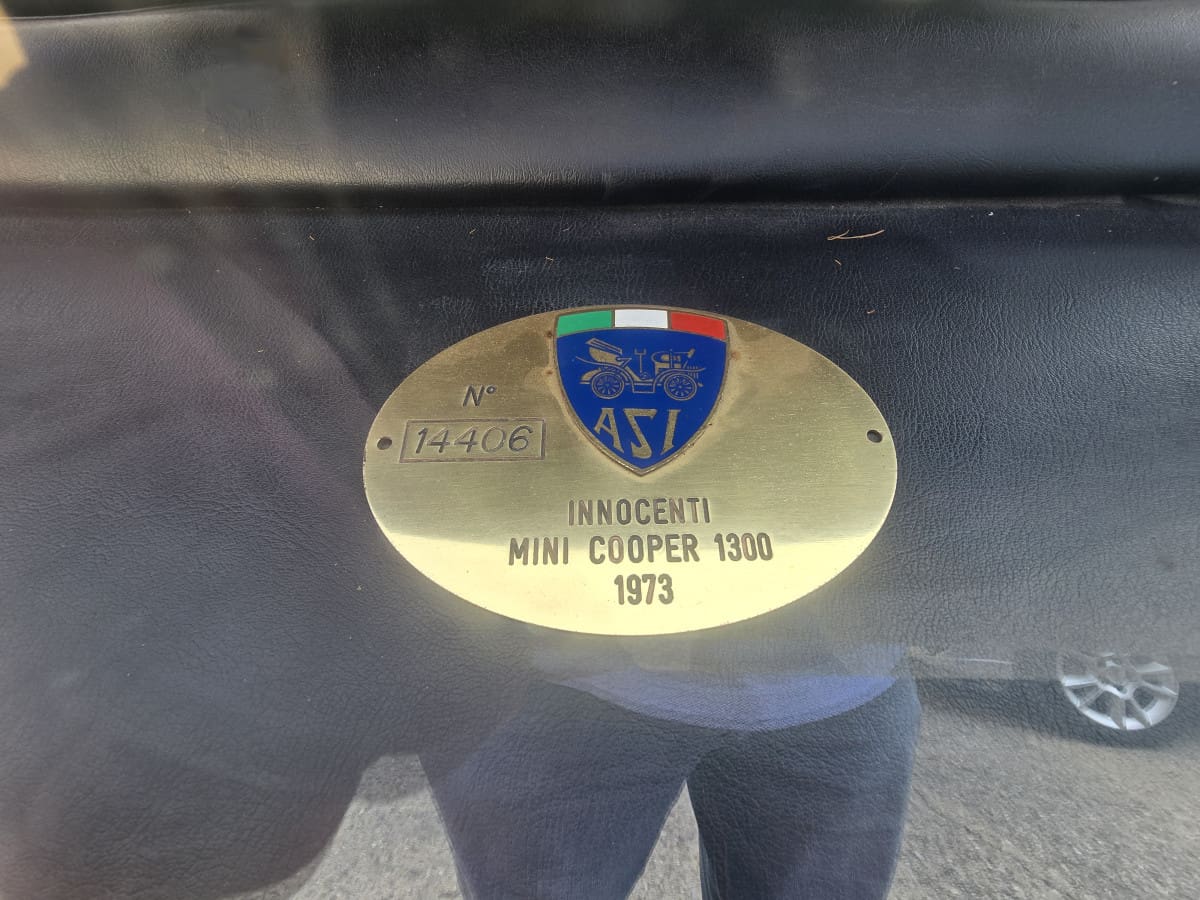 ASI
N°
14406
INNOCENTI
MINI COOPER 1300
1973